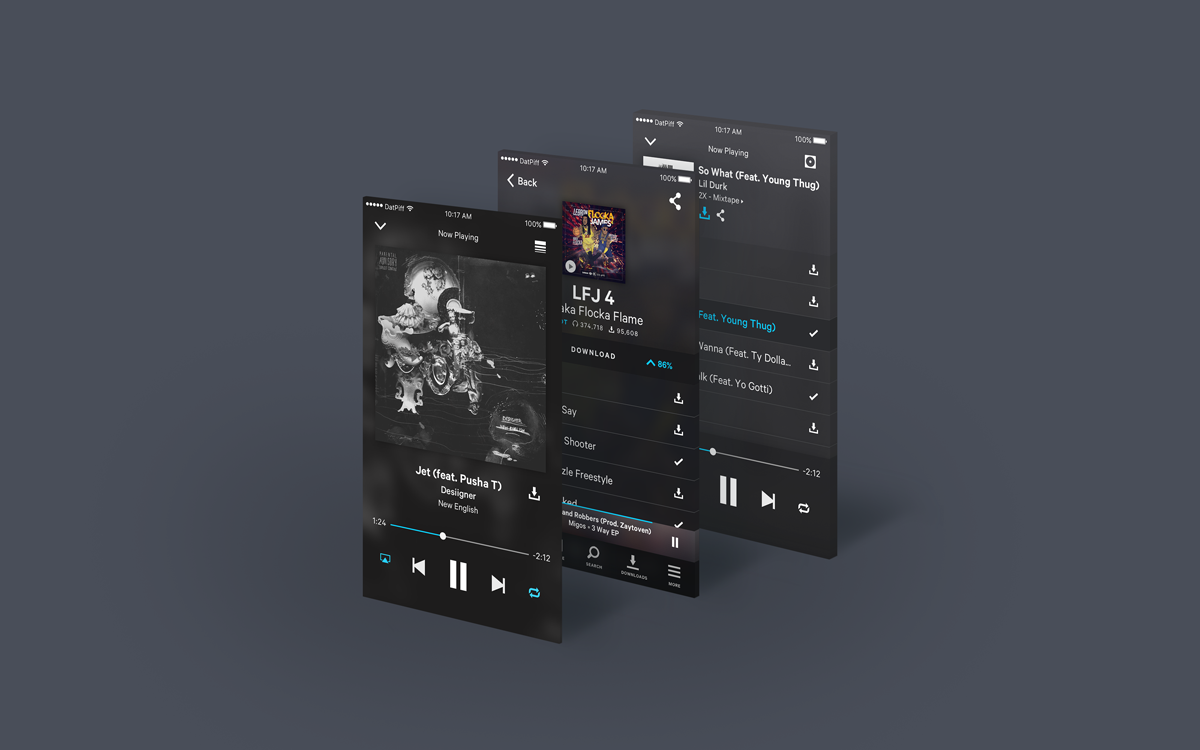 DatPiff
10:17 AM
100%
Now Playing
PARENTAL
ADVISORY
Jet (feat. Pusha T)
Desiigner
New English
1:24
-2:12
DatPiff
10:17 AM
100%
Back
FLOCKA
JAMES
LFJ 4
aka Flocka Flame
374,718
95,608
DOWNLOAD
86%
Say
Shooter
zle Freestyle
ked
and Robbers (Prod. Zaytoven)
Migos • 3 Way EP
SEARCH
DOWNLOADS
MORE
DatPiff
10:17 AM
100%
Now Playing
So What (Feat. Young Thug)
Lil Durk
2X - Mixtape
Feat. Young Thug)
Wanna (Feat. Ty Dolla...
lk (Feat. Yo Gotti)
-2:12